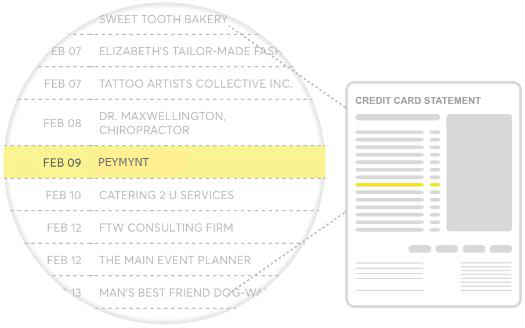 SWEET TOOTH BAKERY
FEB 07 ELIZABETH'S TAILOR-MADE
FEB 07 TATTOO ARTISTS COLLECTIVE INC.
FEB 08 DR. MAXWELLINGTON,
CHIROPRACTOR
FEB 09 PEYMYNT
FEB 10 CATERING 2 U SERVICES
FEB 12 FTW CONSULTING FIRM
FEB 12 THE MAIN EVENT PLANNER
13 MAN'S BEST FRIEND
CREDIT CARD STATEMENT